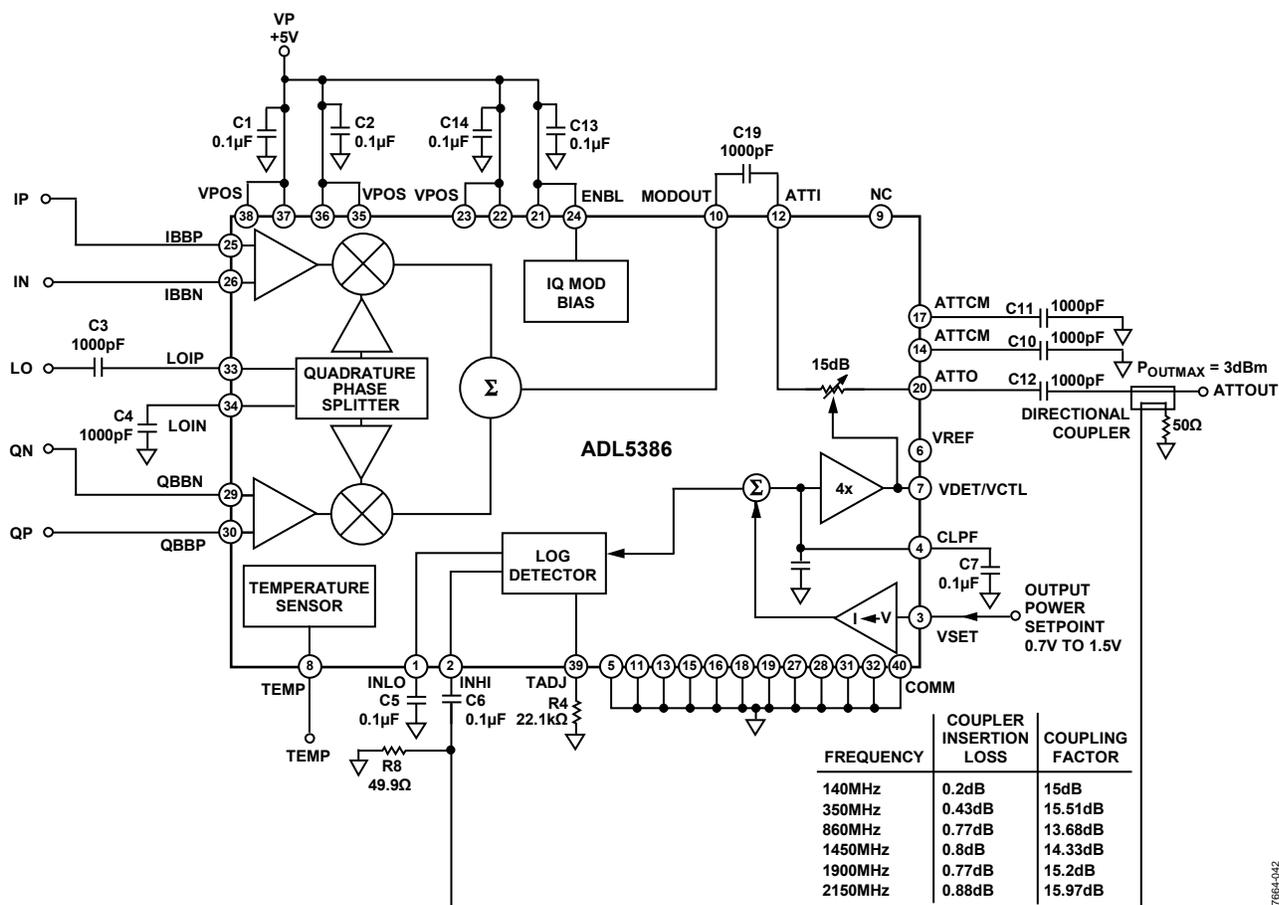 VP
+5V
C1
0.1µF
C2
0.1µF
C14
0.1µF
C13
0.1µF
C19
1000pF
VPOS
VPOS
VPOS
ENBL
MODOUT
ATTI
NC
38
37
36
35
23
22
21
24
10
12
9
IP
IBBP
25
IN
IBBN
26
C3
1000pF
LO
LOIP
33
C4
1000pF
LOIN
34
QN
QBBN
29
QP
QBBP
30
QUADRATURE
PHASE
SPLITTER
Σ
IQ MOD
BIAS
ADL5386
15dB
17
ATTCM
C11
1000pF
14
ATTCM
C10
1000pF
20
ATTO
C12
1000pF
POUTMAX = 3dBm
ATTOUT
DIRECTIONAL
COUPLER
50Ω
6
VREF
Σ
4x
7
VDET/VCTL
4
CLPF
C7
0.1µF
I
V
3
VSET
OUTPUT
POWER
SETPOINT
0.7V TO 1.5V
LOG
DETECTOR
TEMPERATURE
SENSOR
8
1
2
39
5
11
13
15
16
18
19
27
28
31
32
40
TEMP
INLO
INHI
TADJ
COMM
C5
0.1µF
C6
0.1µF
R4
22.1kΩ
TEMP
R8
49.9Ω
FREQUENCY COUPLER INSERTION LOSS COUPLING FACTOR
140MHz 0.2dB 15dB
350MHz 0.43dB 15.51dB
860MHz 0.77dB 13.68dB
1450MHz 0.8dB 14.33dB
1900MHz 0.77dB 15.2dB
2150MHz 0.88dB 15.97dB
7664-042